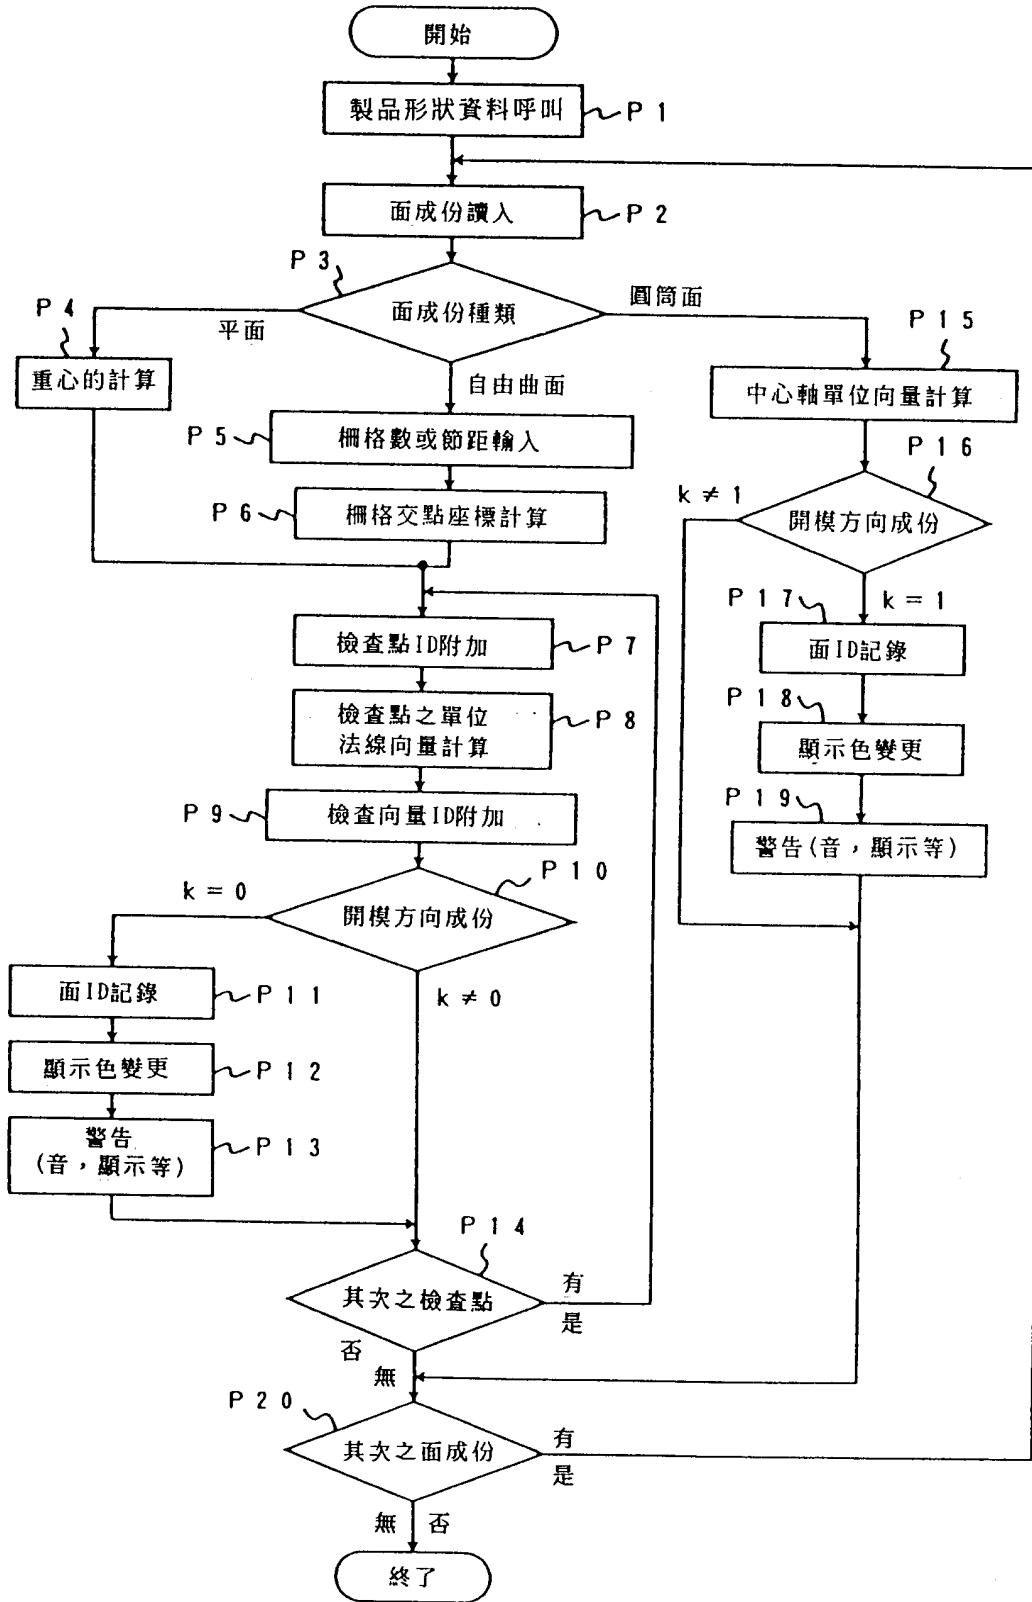 開始
製品形狀資料呼叫
P 1
面成份讀入
P 2
P 3
面成份種類
平面
圓筒面
自由曲面
P 4
重心的計算
P 5
柵格數或節距輸入
P 6
柵格交點座標計算
P 1 5
中心軸單位向量計算
P 1 6
k ≠ 1
開模方向成份
k = 1
P 1 7
面ID記錄
P 1 8
顯示色變更
P 1 9
警告(音，顯示等)
檢查點ID附加
P 7
檢查點之單位
法線向量計算
P 8
P 9
檢查向量ID附加
P 1 0
k = 0
開模方向成份
k ≠ 0
面ID記錄
P 1 1
顯示色變更
P 1 2
警告
(音，顯示等)
P 1 3
P 1 4
其次之檢查點
有
是
否
無
P 2 0
其次之面成份
有
是
無 否
終了